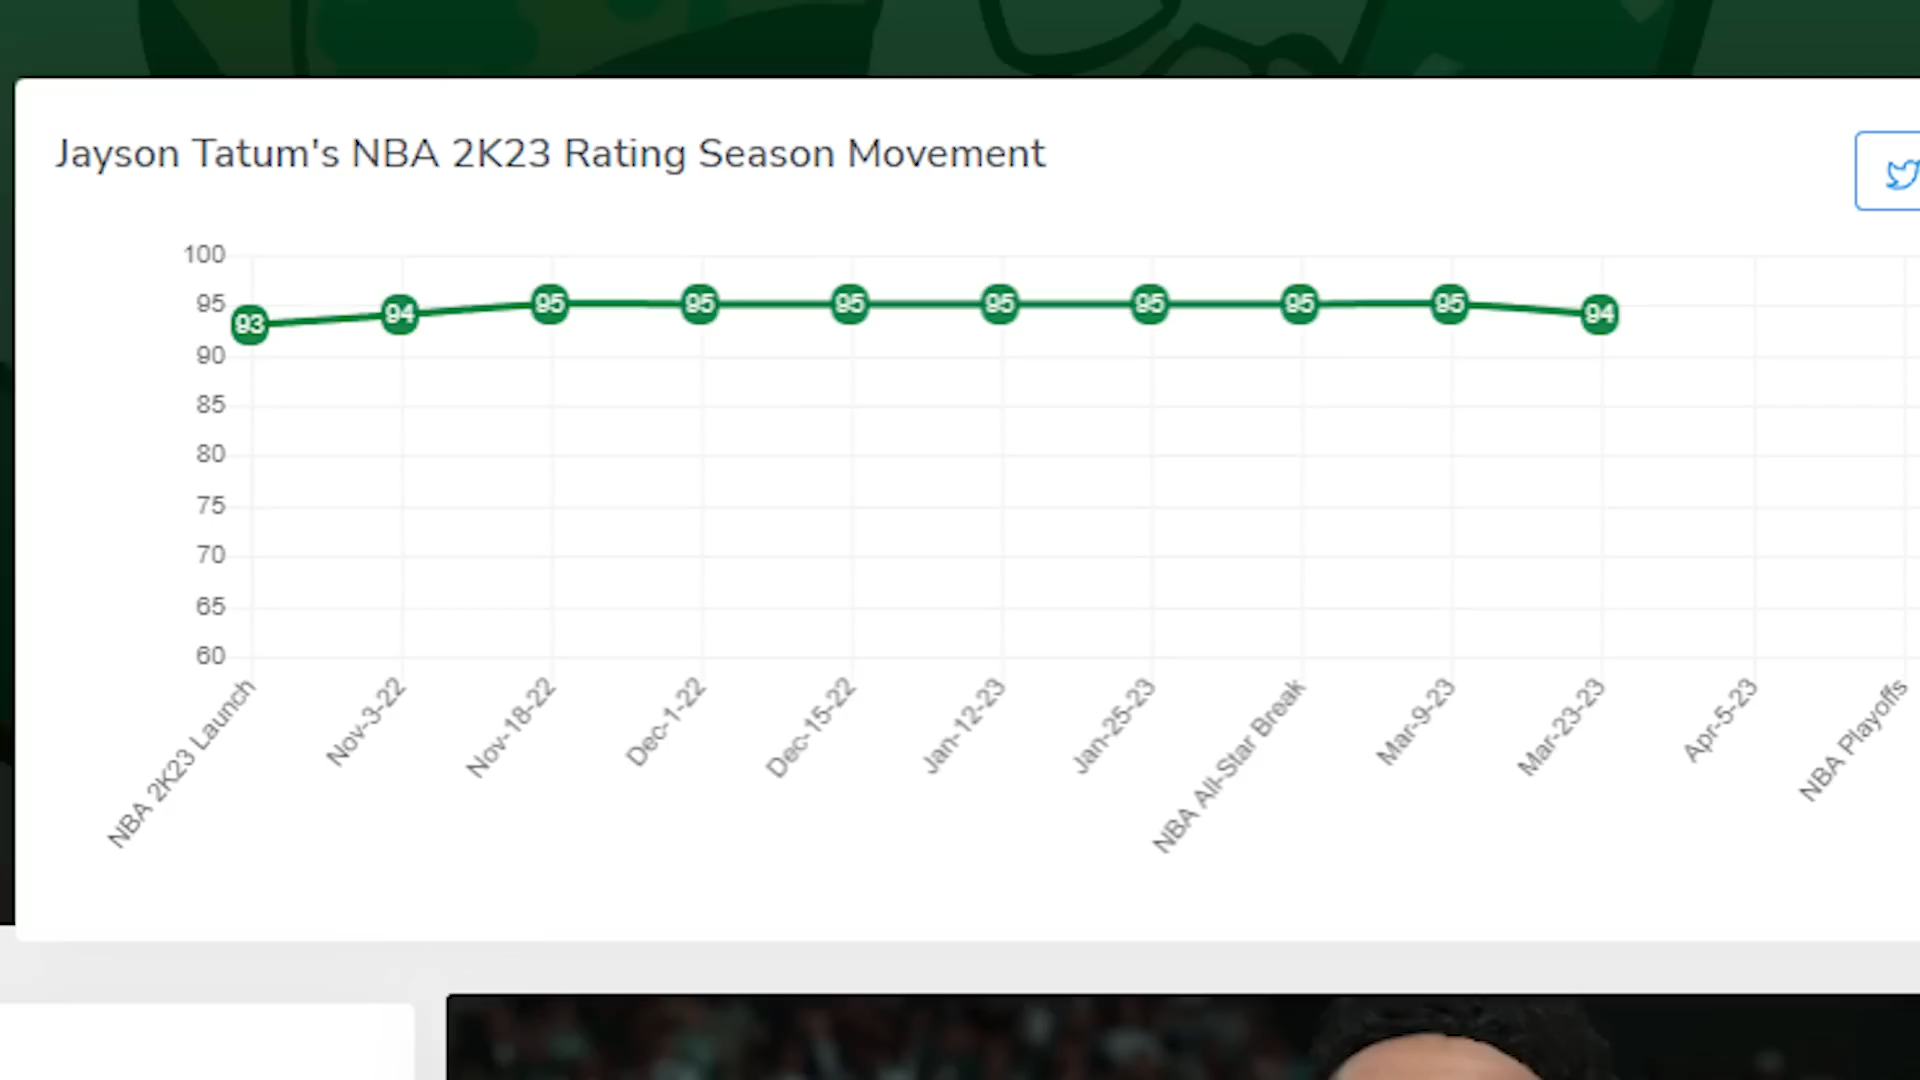 Jayson Tatum's NBA 2K23 Rating Season Movement
100
95
90
85
80
75
70
65
60
93
94
95
95
95
95
95
95
95
94
NBA 2K23 Launch
Nov-3-22
Nov-18-22
Dec-1-22
Dec-15-22
Jan-12-23
Jan-25-23
NBA All-Star Break
Mar-9-23
Mar-23-23
Apr-5-23
NBA Playoffs